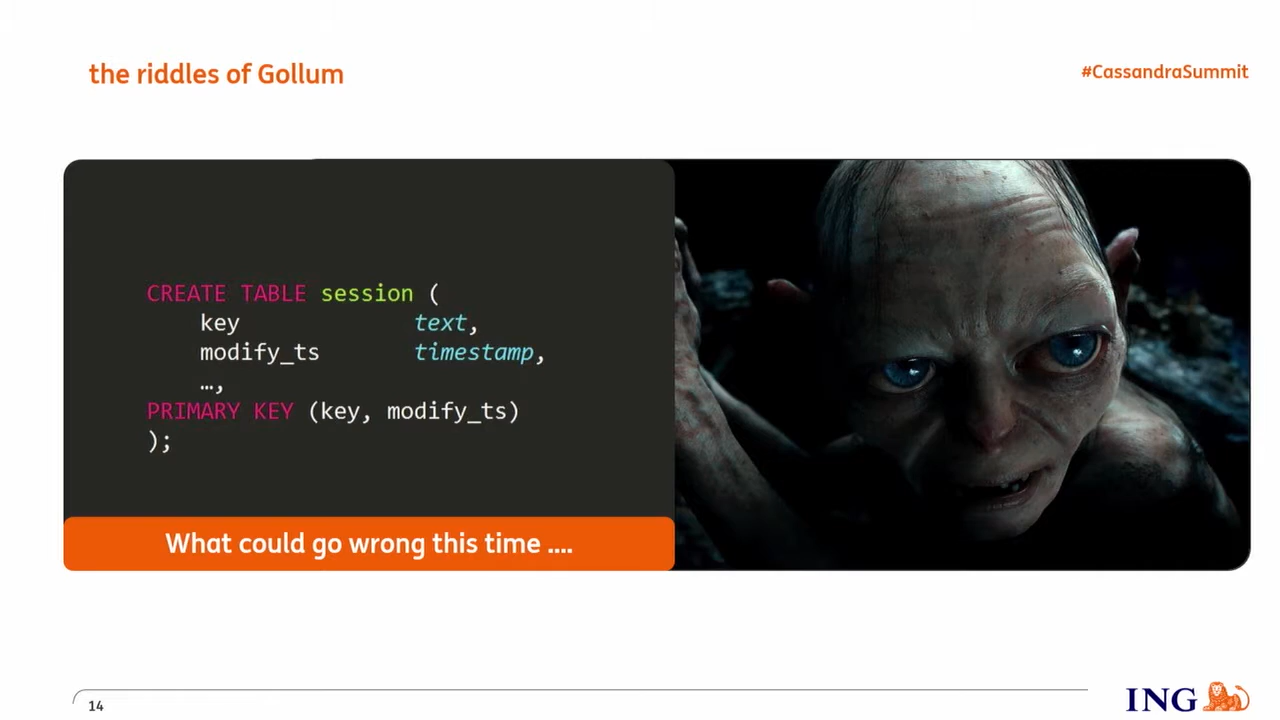 the riddles of Gollum
#CassandraSummit
CREATE TABLE session (
key text,
modify_ts timestamp,
…,
PRIMARY KEY (key, modify_ts)
);
What could go wrong this time ....
14
ING